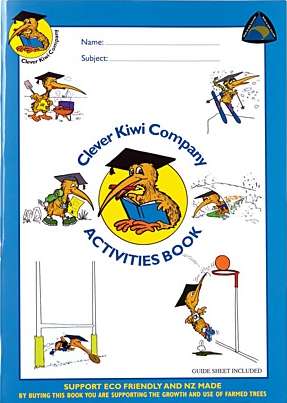 Clever Kiwi Company
Name:
Subject:
Clever Kiwi Company
ACTIVITIES BOOK
GUIDE SHEET INCLUDED
SUPPORT ECO FRIENDLY AND NZ MADE
BY BUYING THIS BOOK YOU ARE SUPPORTING THE GROWTH AND USE OF FARMED TREES